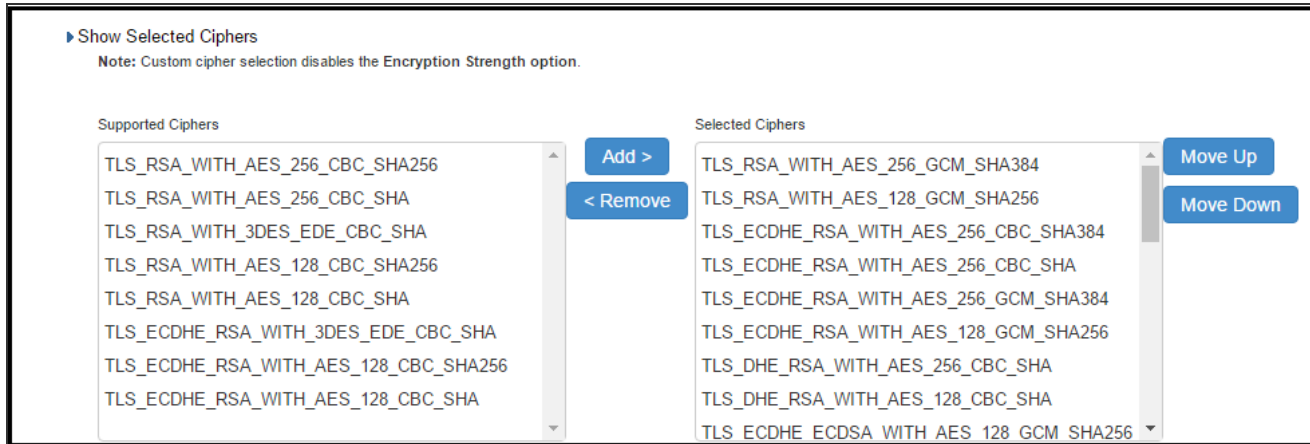 Show Selected Ciphers
Note: Custom cipher selection disables the Encryption Strength option.
Supported Ciphers
TLS_RSA_WITH_AES_256_CBC_SHA256
TLS_RSA_WITH_AES_256_CBC_SHA
TLS_RSA_WITH_3DES_EDE_CBC_SHA
TLS_RSA_WITH_AES_128_CBC_SHA256
TLS_RSA_WITH_AES_128_CBC_SHA
TLS_ECDHE_RSA_WITH_3DES_EDE_CBC_SHA
TLS_ECDHE_RSA_WITH_AES_128_CBC_SHA256
TLS_ECDHE_RSA_WITH_AES_128_CBC_SHA
Add >
< Remove
Selected Ciphers
TLS_RSA_WITH_AES_256_GCM_SHA384
TLS_RSA_WITH_AES_128_GCM_SHA256
TLS_ECDHE_RSA_WITH_AES_256_CBC_SHA384
TLS_ECDHE_RSA_WITH_AES_256_CBC_SHA
TLS_ECDHE_RSA_WITH_AES_256_GCM_SHA384
TLS_ECDHE_RSA_WITH_AES_128_GCM_SHA256
TLS_DHE_RSA_WITH_AES_256_CBC_SHA
TLS_DHE_RSA_WITH_AES_128_CBC_SHA
TLS_ECDHE_ECDSA_WITH_AES_128_GCM_SHA256
Move Up
Move Down